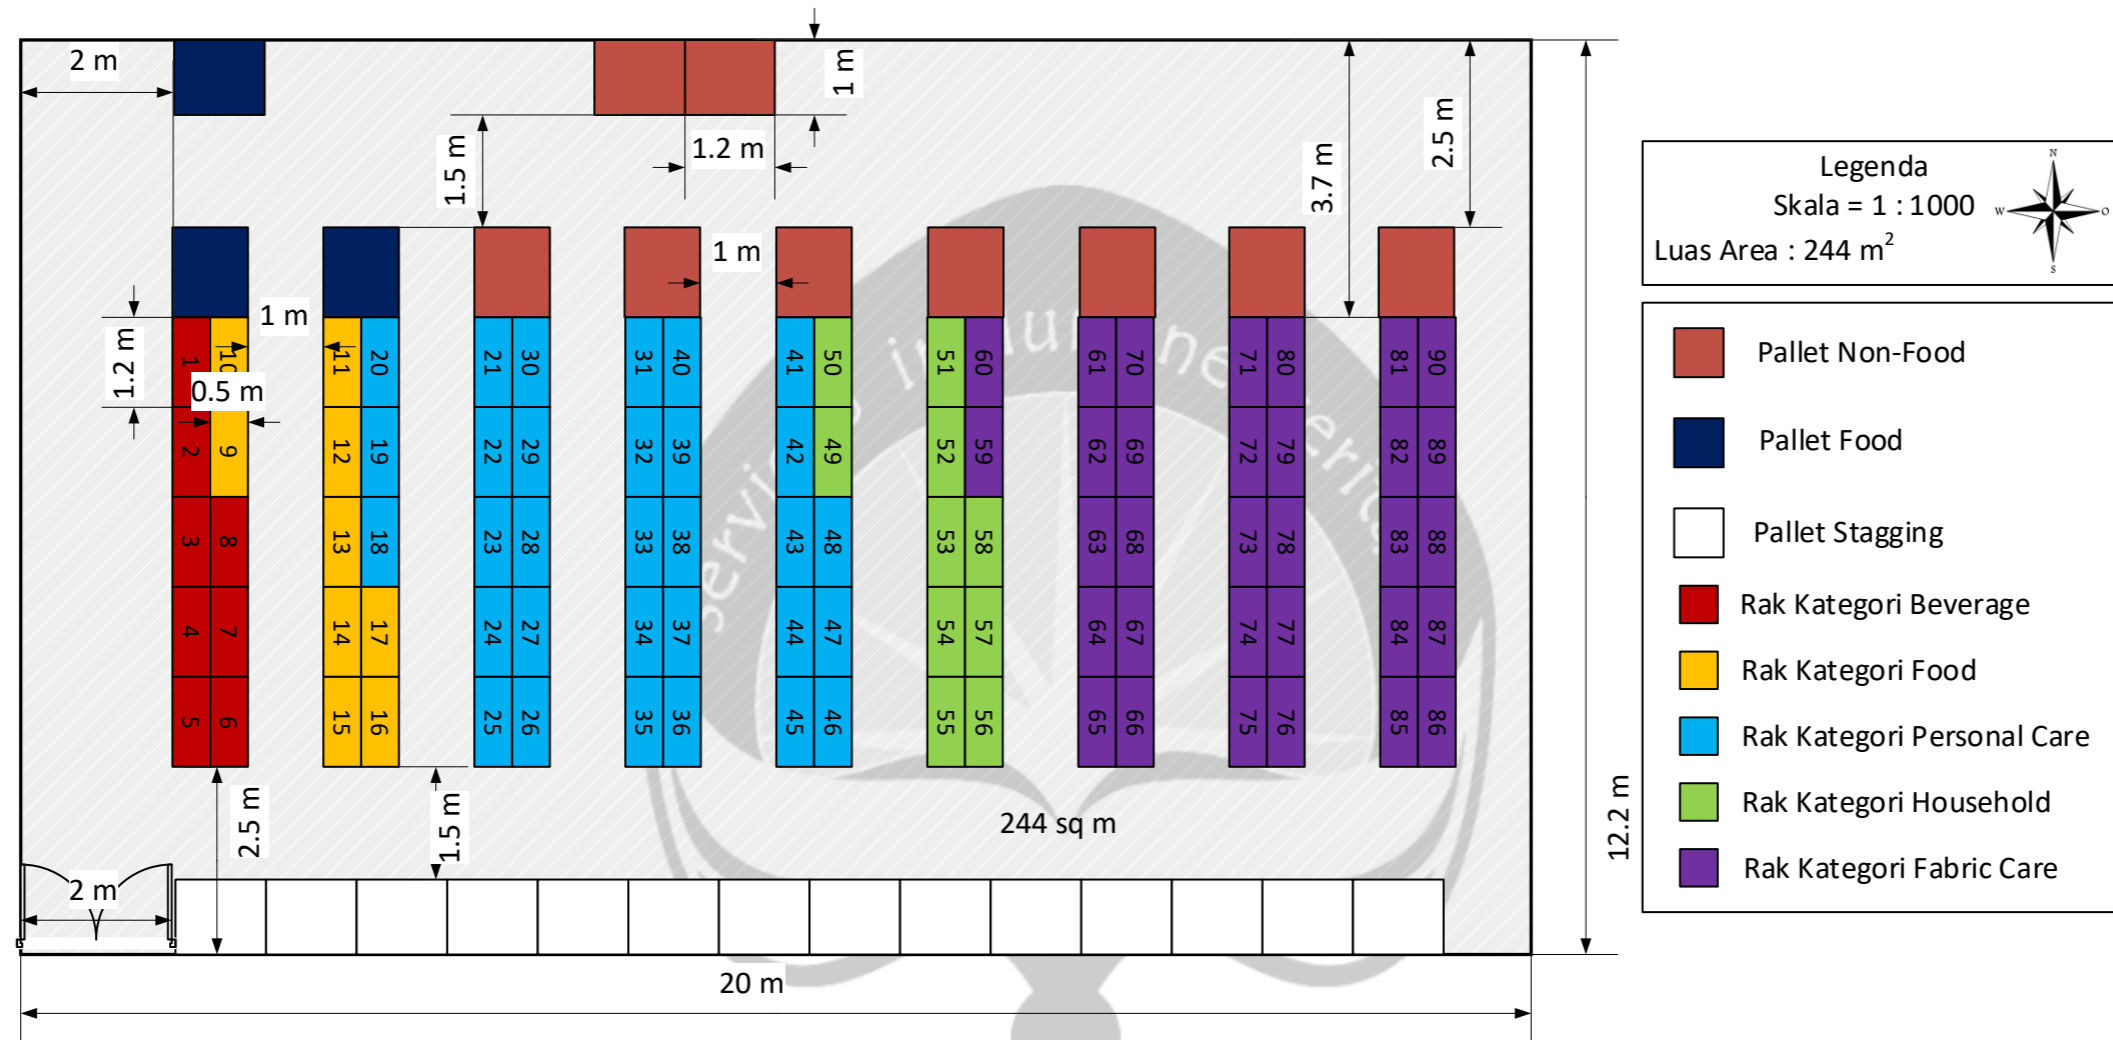 2 m
1 m
1.5 m
1.2 m
3.7 m
2.5 m
1 m
1 m
1.2 m
0.5 m
1 10 11 20 21 30 31 40 41 50 51 60 61 70 71 80 81 90
2 9 12 19 22 29 32 39 42 49 52 59 62 69 72 79 82 89
3 8 13 18 23 28 33 38 43 48 53 58 63 68 73 78 83 88
4 7 14 17 24 27 34 37 44 47 54 57 64 67 74 77 84 87
5 6 15 16 25 26 35 36 45 46 55 56 65 66 75 76 85 86
2.5 m
1.5 m
244 sq m
12.2 m
2 m
20 m
Legenda
Skala = 1 : 1000
Luas Area : 244 m²
N
W
O
S
Pallet Non-Food
Pallet Food
Pallet Stagging
Rak Kategori Beverage
Rak Kategori Food
Rak Kategori Personal Care
Rak Kategori Household
Rak Kategori Fabric Care